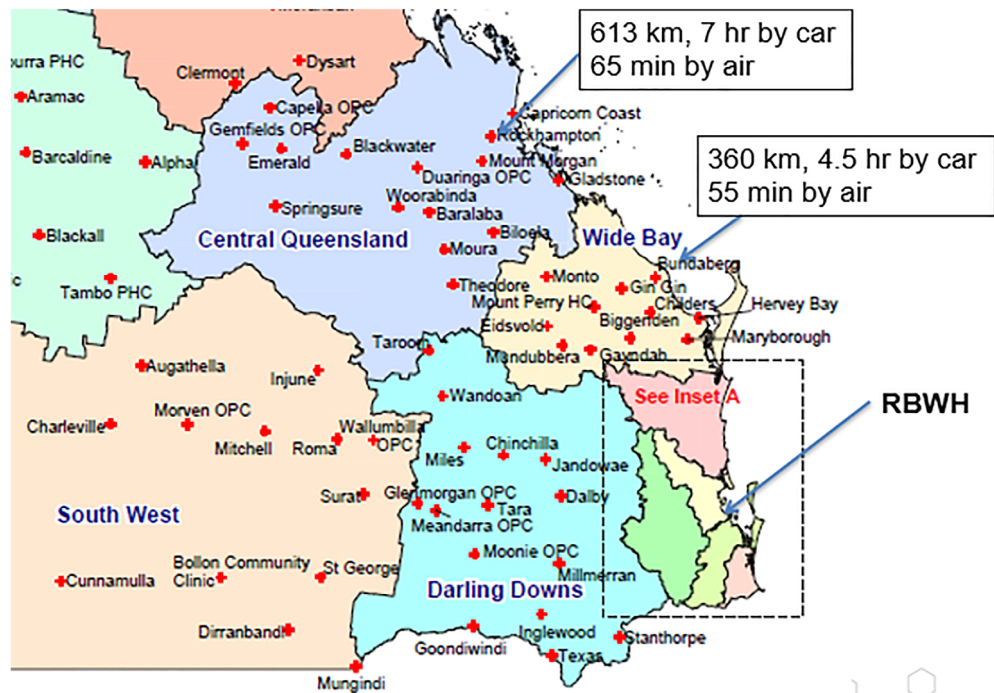 613 km, 7 hr by car
65 min by air
360 km, 4.5 hr by car
55 min by air
RBWH
urra PHC
Clermont
Dysart
Aramac
Capella OPC
Capricorn Coast
Gemfields OPC
Rockhampton
Barcaldine
Alpha
Emerald
Blackwater
Mount Morgan
Duaringa OPC
Gladstone
Woorabinda
Springsure
Baralaba
Blackall
Central Queensland
Biloela
Wide Bay
Moura
Bundaberg
c
Tambo PHC
Theodore
Monto
Gin Gin
Mount Perry HC
Childers
Hervey Bay
Eidsvold
Biggenden
Maryborough
Taroom
Mundubbera
Gayndah
Augathella
Injune
Wandoan
See Inset A
Morven OPC
Charleville
Mitchell
Roma
Wallumbilla
OPC
Chinchilla
Miles
Jandowae
Surat
Glenmorgan OPC
Dalby
Tara
Meandarra OPC
South West
Moonie OPC
Bollon Community
Clinic
St George
Millmerran
Cunnamulla
Darling Downs
Dirranbandi
Inglewood
Stanthorpe
Goondiwindi
Texas
Mungindi